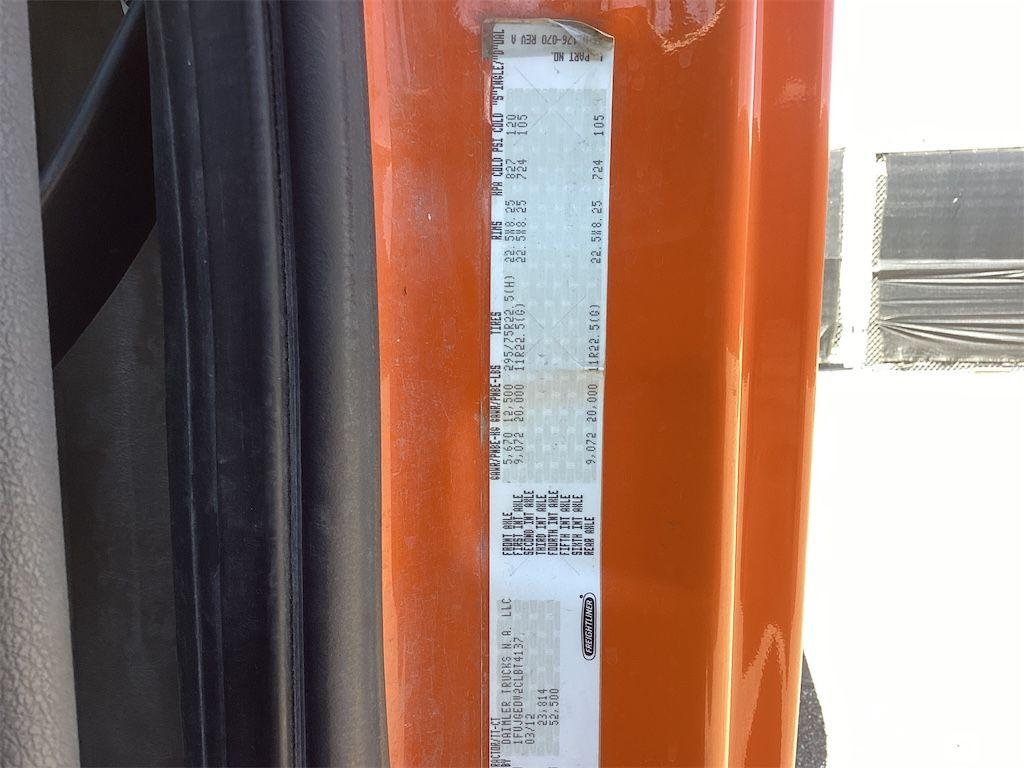 RACTOR/TT-CT
BY DAIMLER TRUCKS N.A. LLC
03/12
23,814
52,500
FREIGHTLINER
GAWR/PNBE-KG GAWR/PNBE-LBS TIRES RIMS KPA COLD PSI COLD "S"INGLE/"D"UAL
FRONT AXLE 5,670 12,500 295/75R22.5(H) 22.5X8.25 827 120
FIRST INT AXLE 9,072 20,000 11R22.5(G) 22.5X8.25 724 105
SECOND INT AXLE
THIRD INT AXLE
FOURTH INT AXLE
FIFTH INT AXLE
SIXTH INT AXLE
REAR AXLE 9,072 20,000 11R22.5(G) 22.5X8.25 724 105
PART NO.
176-070 REV A